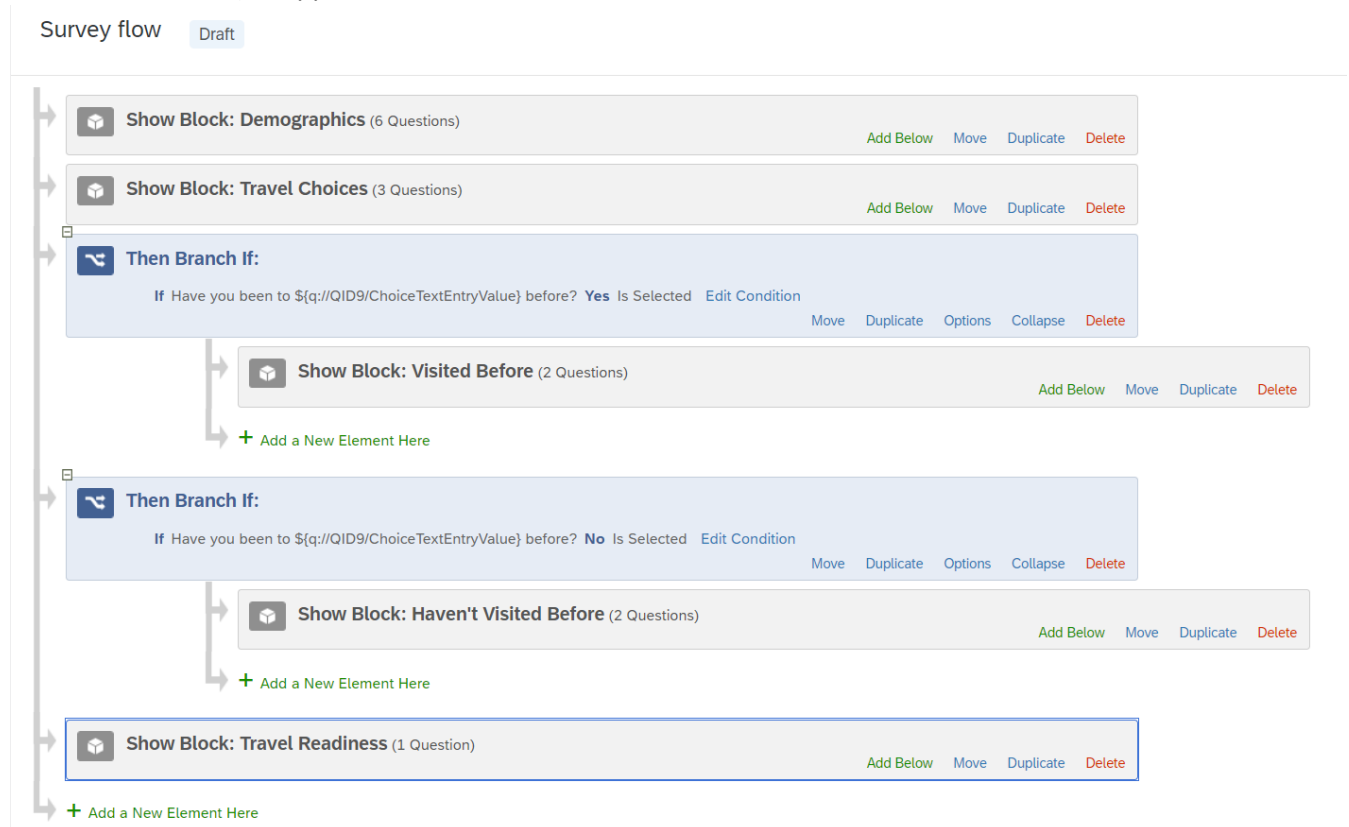 Survey flow Draft
Show Block: Demographics (6 Questions)
Add Below Move Duplicate Delete
Show Block: Travel Choices (3 Questions)
Add Below Move Duplicate Delete
Then Branch If:
If Have you been to ${q://QID9/ChoiceTextEntryValue} before? Yes Is Selected Edit Condition
Move Duplicate Options Collapse Delete
Show Block: Visited Before (2 Questions)
Add Below Move Duplicate Delete
+ Add a New Element Here
Then Branch If:
If Have you been to ${q://QID9/ChoiceTextEntryValue} before? No Is Selected Edit Condition
Move Duplicate Options Collapse Delete
Show Block: Haven't Visited Before (2 Questions)
Add Below Move Duplicate Delete
+ Add a New Element Here
Show Block: Travel Readiness (1 Question)
Add Below Move Duplicate Delete
+ Add a New Element Here